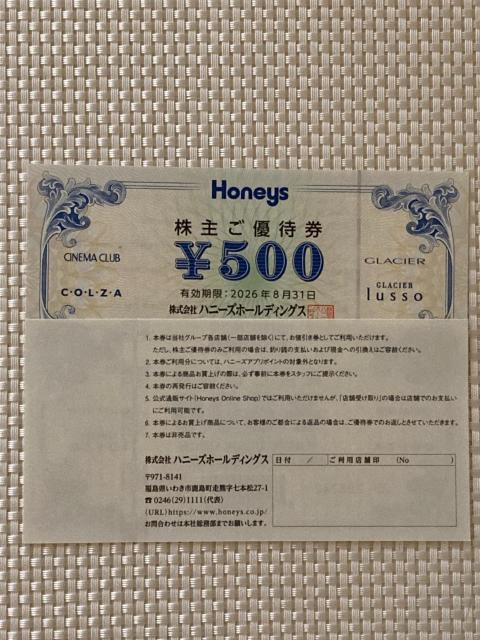 Honeys
株主ご優待券
CINEMA CLUB
¥500
GLACIER
C・O・L・Z・A
有効期限:2026年8月31日
GLACIER
lusso
株式会社ハニーズホールディングス
1. 本券は当社グループ各店舗(一部店舗を除く)にて、お値引き券としてご利用いただけます。
ただし、株主ご優待券のみご利用の場合は、釣り銭の支払いおよび現金への引換えはご容赦ください。
2. 本券ご利用分については、ハニーズアプリポイントの対象外となります。
3. 本券による商品お買上げの際は、必ず事前に本券をスタッフにご提示ください。
4. 本券の再発行はご容赦ください。
5. 公式通販サイト(Honeys Online Shop)ではご利用いただけませんが、「店舗受け取り」の場合は店舗でのお支払い
にご利用可能です。
6. 本券によるお買上げ商品について、お客様のご都合による返品の場合は、ご優待券でのお返しとさせていただきます。
7. 本券は非売品です。
株式会社 ハニーズホールディングス
〒971-8141
福島県いわき市鹿島町走熊字七本松27-1
☎0246(29)1111(代表)
(URL)https://www.honeys.co.jp/
お問合わせは本社総務部までお願いします。
日付 / ご利用店舗印 (No )